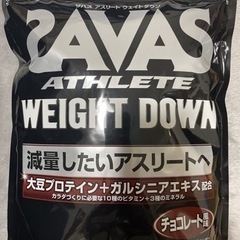 ザバス アスリート ウェイトダウン
SAVAS
ATHLETE
WEIGHT DOWN
減量したいアスリートへ
大豆プロテイン+ガルシニアエキス配合
カラダづくりに必要な10種のビタミン+3種のミネラル
チョコレート風味